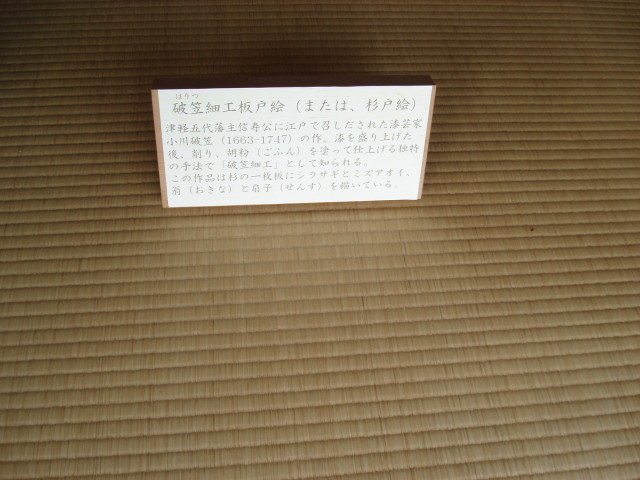 はりつ
破笠細工板戸絵（または、杉戸絵）
津軽五代藩主信寿公に江戸で召しだされた漆芸家
小川破笠（1663-1747）の作。漆を盛り上げた
後、削り、胡粉（ごふん）を塗って仕上げる独特
の手法で「破笠細工」として知られる。
この作品は杉の一枚板にシラサギとミズアオイ、
翁（おきな）と扇子（せんす）を描いている。